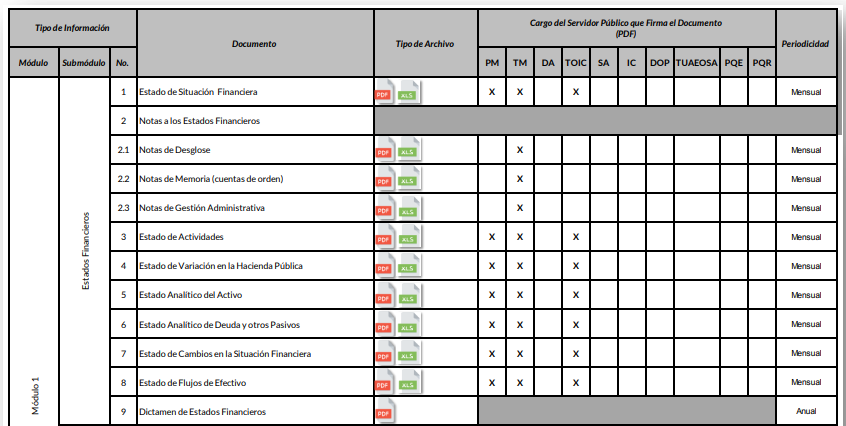 Tipo de Información
Documento
Tipo de Archivo
Cargo del Servidor Público que Firma el Documento
(PDF)
Periodicidad
Módulo Submódulo No. PM TM DA TOIC SA IC DOP TUAEOSA PQE PQR
Módulo 1
Estados Financieros
1 Estado de Situación Financiera PDF XLS X X X Mensual
2 Notas a los Estados Financieros
2.1 Notas de Desglose PDF XLS X Mensual
2.2 Notas de Memoria (cuentas de orden) PDF XLS X Mensual
2.3 Notas de Gestión Administrativa PDF XLS X Mensual
3 Estado de Actividades PDF XLS X X X Mensual
4 Estado de Variación en la Hacienda Pública PDF XLS X X X Mensual
5 Estado Analítico del Activo PDF XLS X X X Mensual
6 Estado Analítico de Deuda y otros Pasivos PDF XLS X X X Mensual
7 Estado de Cambios en la Situación Financiera PDF XLS X X X Mensual
8 Estado de Flujos de Efectivo PDF XLS X X X Mensual
9 Dictamen de Estados Financieros PDF Anual